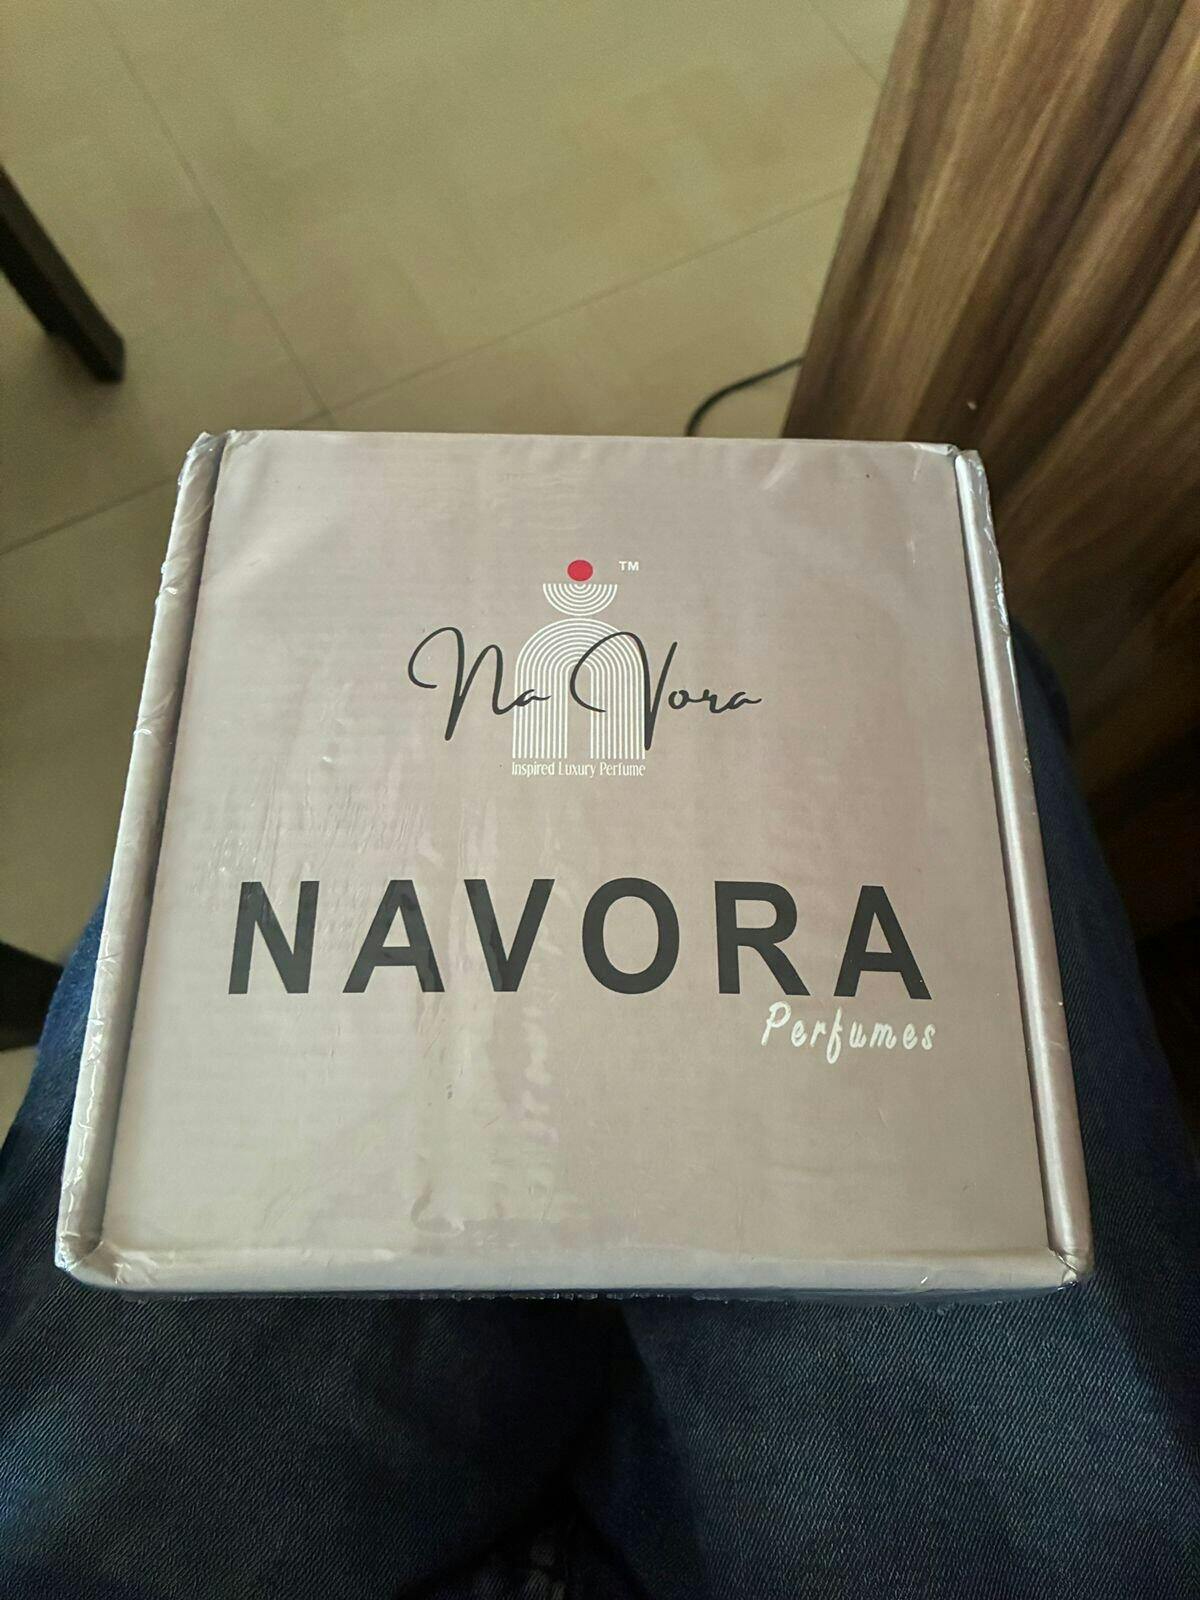 TM
Na Vora
Inspired Luxury Perfume
NAVORA
Perfumes